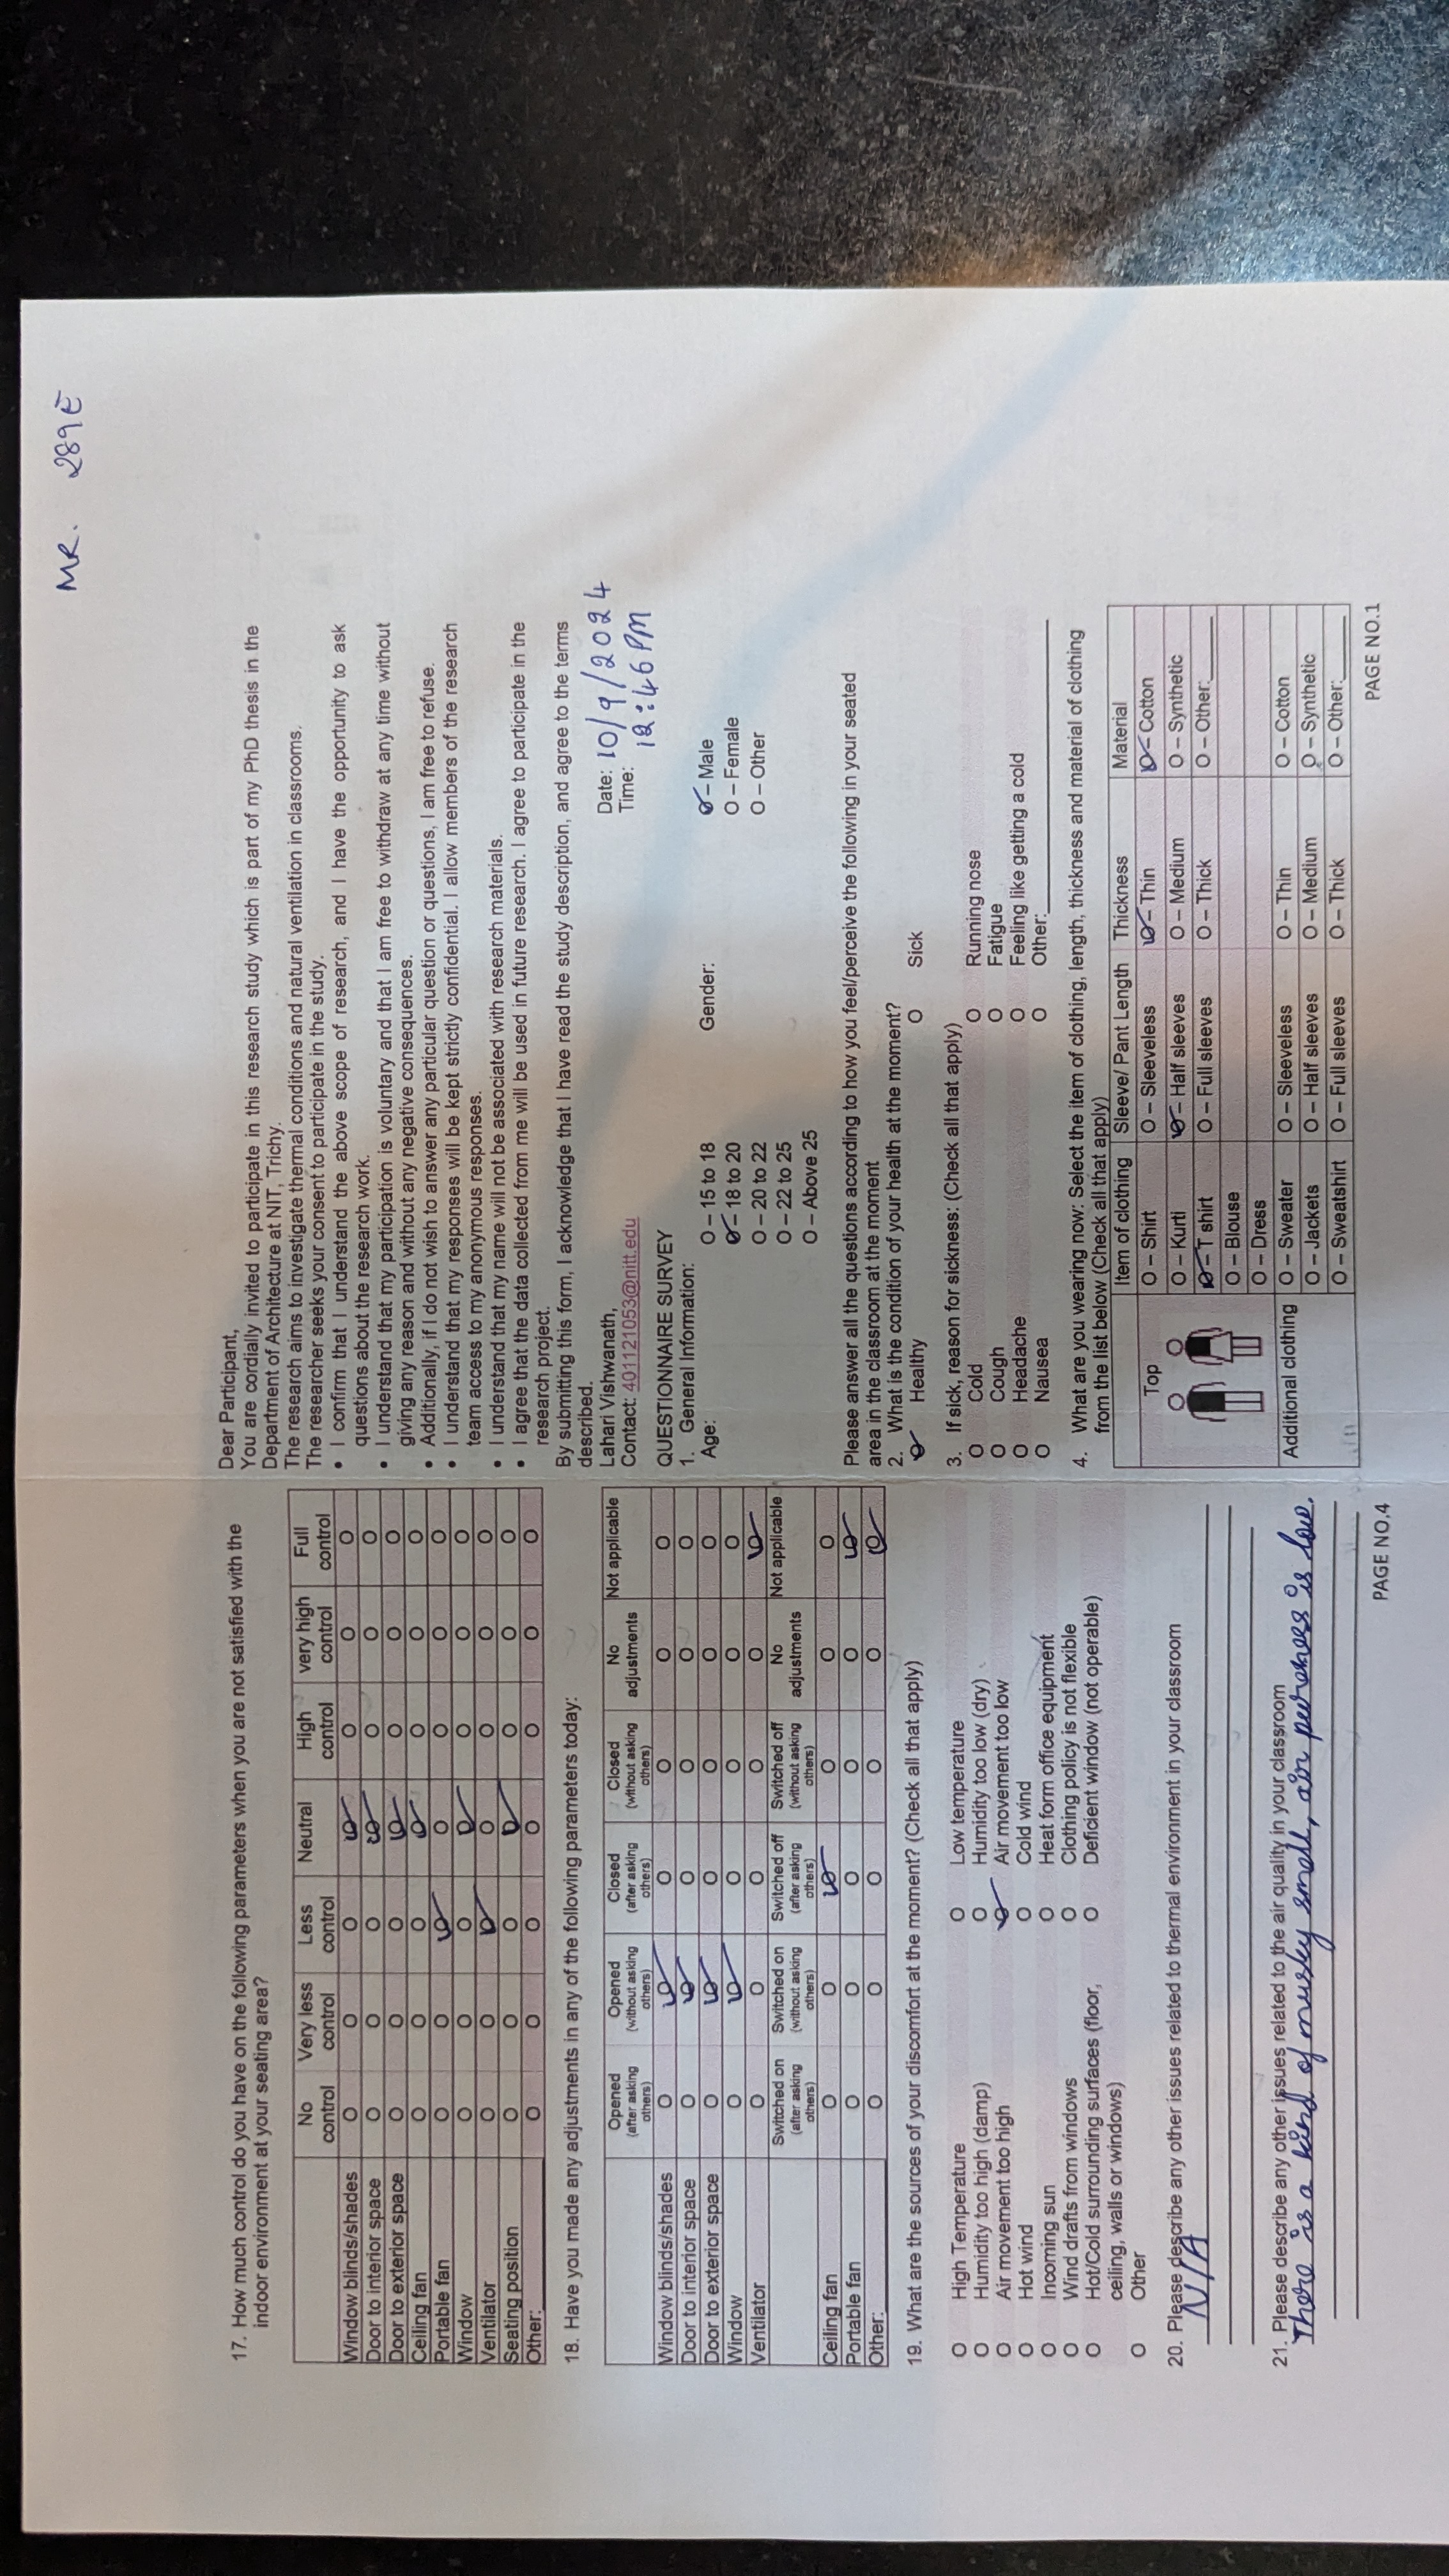 MR. 289E
17. How much control do you have on the following parameters when you are not satisfied with the
indoor environment at your seating area?
No control Very less control Less control Neutral High control very high control Full control
Window blinds/shades O O O O O O O
Door to interior space O O O O O O O
Door to exterior space O O O O O O O
Ceiling fan O O O O O O O
Portable fan O O O O O O O
Window O O O O O O O
Ventilator O O O O O O O
Seating position O O O O O O O
Other: O O O O O O O
18. Have you made any adjustments in any of the following parameters today:
Opened (after asking others) Opened (without asking others) Closed (after asking others) Closed (without asking others) No adjustments Not applicable
Window blinds/shades O O O O O O
Door to interior space O O O O O O
Door to exterior space O O O O O O
Window O O O O O O
Ventilator O O O O O O
Switched on (after asking others) Switched on (without asking others) Switched off (after asking others) Switched off (without asking others) No adjustments Not applicable
Ceiling fan O O O O O O
Portable fan O O O O O O
Other: O O O O O O
19. What are the sources of your discomfort at the moment? (Check all that apply)
O High Temperature O Low temperature
O Humidity too high (damp) O Humidity too low (dry)
O Air movement too high O Air movement too low
O Hot wind O Cold wind
O Incoming sun O Heat form office equipment
O Wind drafts from windows O Clothing policy is not flexible
O Hot/Cold surrounding surfaces (floor, O Deficient window (not operable)
ceiling, walls or windows)
O Other
20. Please describe any other issues related to thermal environment in your classroom
N/A
21. Please describe any other issues related to the air quality in your classroom
There is a kind of musky small, air pureness is low.
PAGE NO.4
Dear Participant,
You are cordially invited to participate in this research study which is part of my PhD thesis in the
Department of Architecture at NIT, Trichy.
The research aims to investigate thermal conditions and natural ventilation in classrooms.
The researcher seeks your consent to participate in the study.
• I confirm that I understand the above scope of research, and I have the opportunity to ask
questions about the research work.
• I understand that my participation is voluntary and that I am free to withdraw at any time without
giving any reason and without any negative consequences.
• Additionally, if I do not wish to answer any particular question or questions, I am free to refuse.
• I understand that my responses will be kept strictly confidential. I allow members of the research
team access to my anonymous responses.
• I understand that my name will not be associated with research materials.
• I agree that the data collected from me will be used in future research. I agree to participate in the
research project.
By submitting this form, I acknowledge that I have read the study description, and agree to the terms
described.
Lahari Vishwanath, Date: 10/9/2024
Contact: 401121053@nitt.edu Time: 12:46 PM
QUESTIONNAIRE SURVEY
1. General Information:
Age: O – 15 to 18 Gender: O – Male
O – 18 to 20 O – Female
O – 20 to 22 O – Other
O – 22 to 25
O – Above 25
Please answer all the questions according to how you feel/perceive the following in your seated
area in the classroom at the moment
2. What is the condition of your health at the moment?
O Healthy O Sick
3. If sick, reason for sickness: (Check all that apply)
O Cold O Running nose
O Cough O Fatigue
O Headache O Feeling like getting a cold
O Nausea O Other:
4. What are you wearing now: Select the item of clothing, length, thickness and material of clothing
from the list below (Check all that apply)
Item of clothing Sleeve/ Pant Length Thickness Material
Top O – Shirt O – Sleeveless O – Thin O – Cotton
O – Kurti O – Half sleeves O – Medium O – Synthetic
O – T shirt O – Full sleeves O – Thick O – Other:
O – Blouse
O – Dress
Additional clothing O – Sweater O – Sleeveless O – Thin O – Cotton
O – Jackets O – Half sleeves O – Medium O – Synthetic
O – Sweatshirt O – Full sleeves O – Thick O – Other:
PAGE NO.1